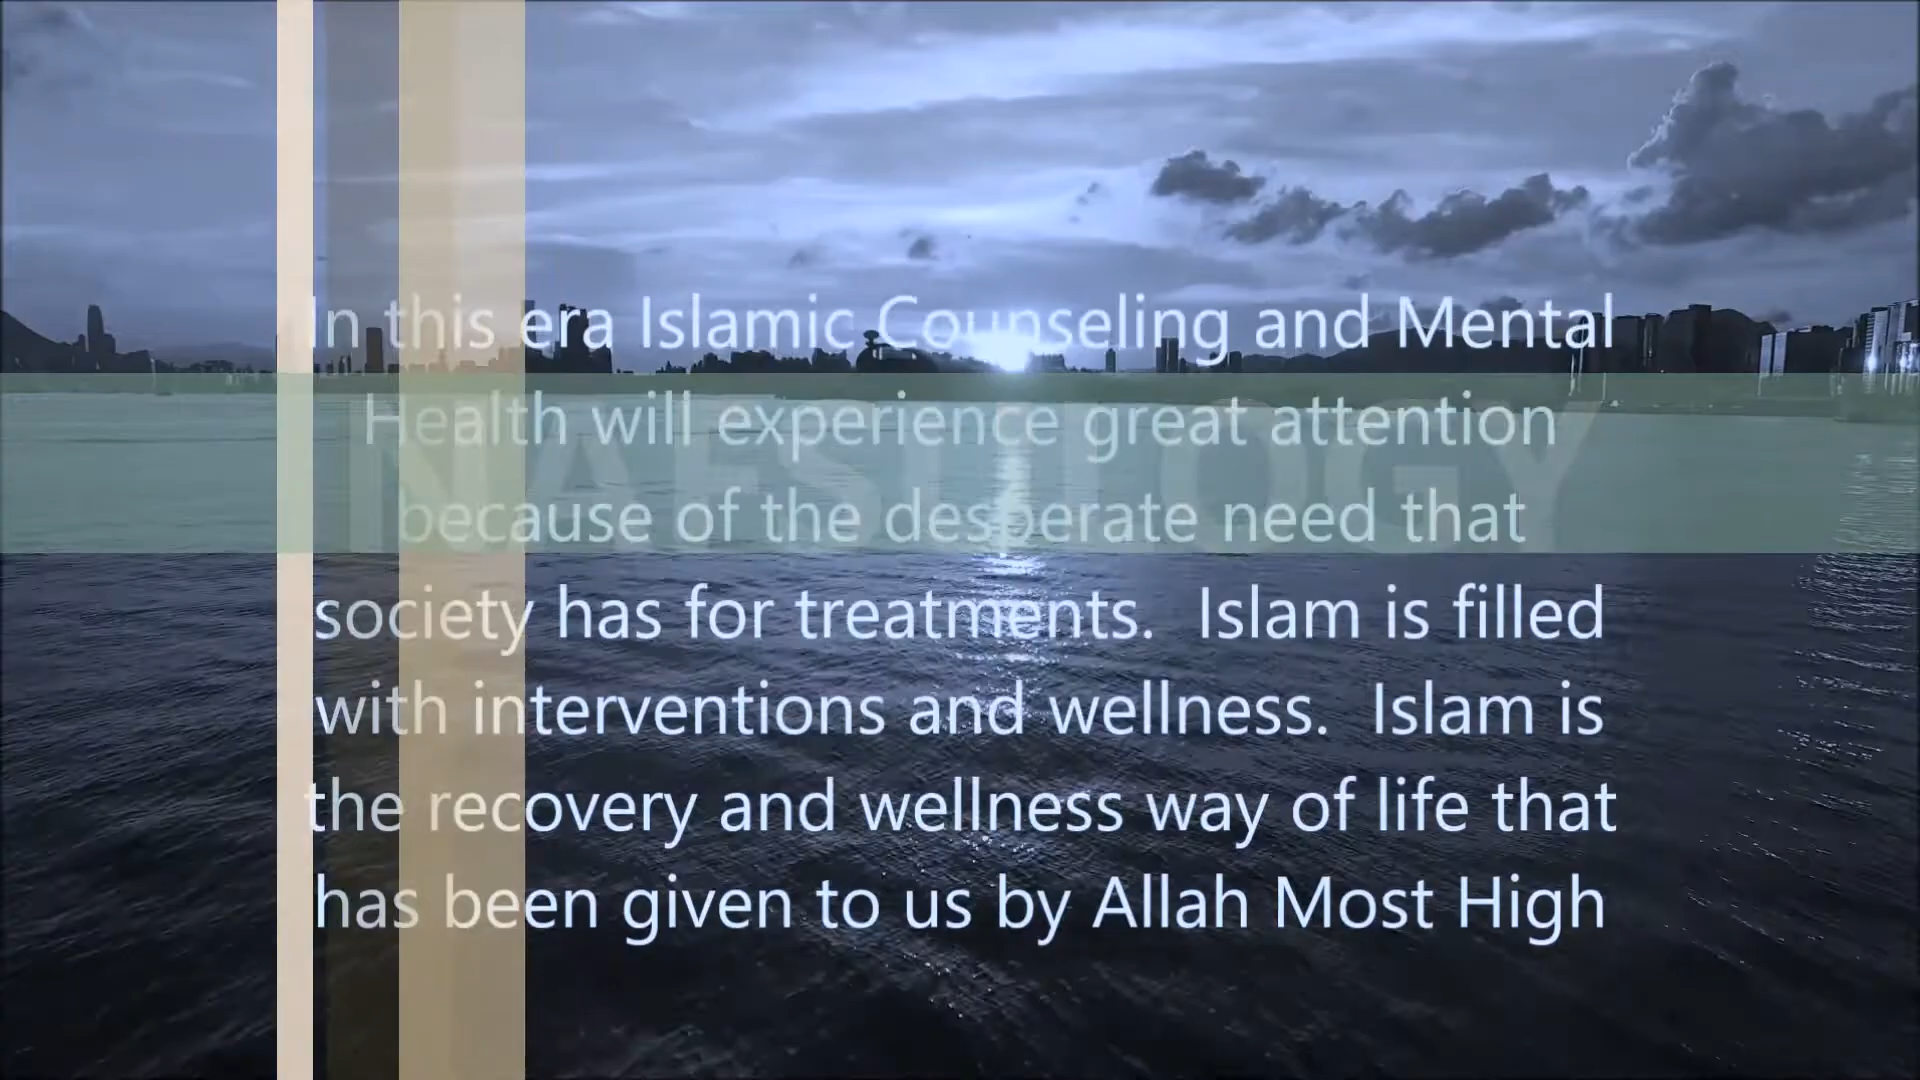 In this era Islamic Counseling and Mental
Health will experience great attention
NAFSOLOGY
because of the desperate need that
society has for treatments.  Islam is filled
with interventions and wellness.  Islam is
the recovery and wellness way of life that
has been given to us by Allah Most High